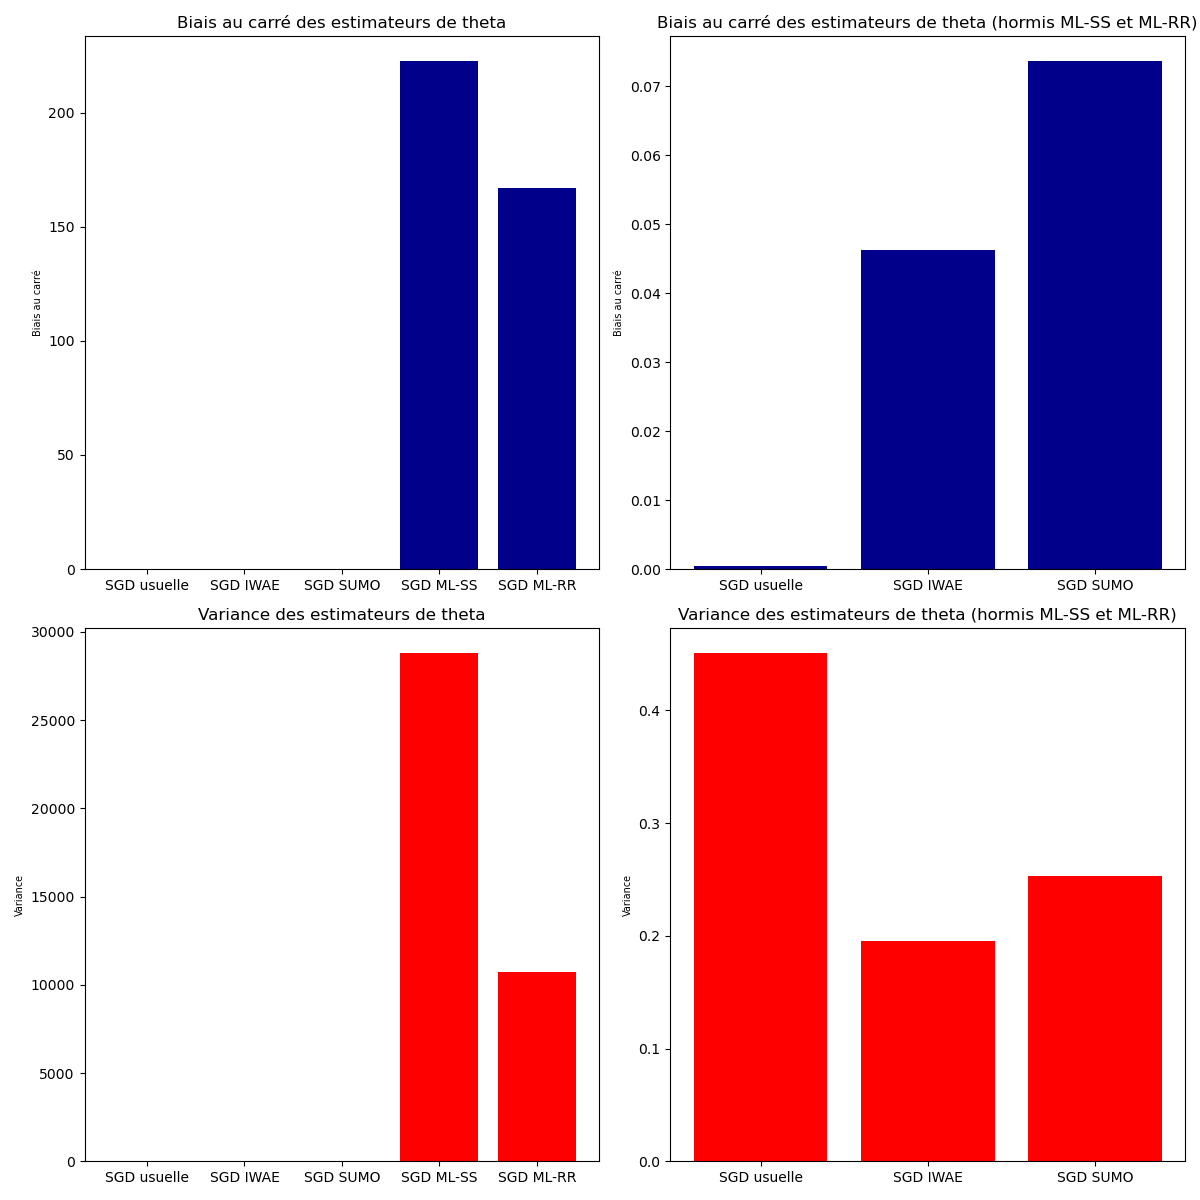 Biais au carré des estimateurs de theta
200
150
100
50
0
Biais au carré
SGD usuelle SGD IWAE SGD SUMO SGD ML-SS SGD ML-RR
Biais au carré des estimateurs de theta (hormis ML-SS et ML-RR)
0.07
0.06
0.05
0.04
0.03
0.02
0.01
0.00
Biais au carré
SGD usuelle SGD IWAE SGD SUMO
Variance des estimateurs de theta
30000
25000
20000
15000
10000
5000
0
Variance
SGD usuelle SGD IWAE SGD SUMO SGD ML-SS SGD ML-RR
Variance des estimateurs de theta (hormis ML-SS et ML-RR)
0.4
0.3
0.2
0.1
0.0
Variance
SGD usuelle SGD IWAE SGD SUMO